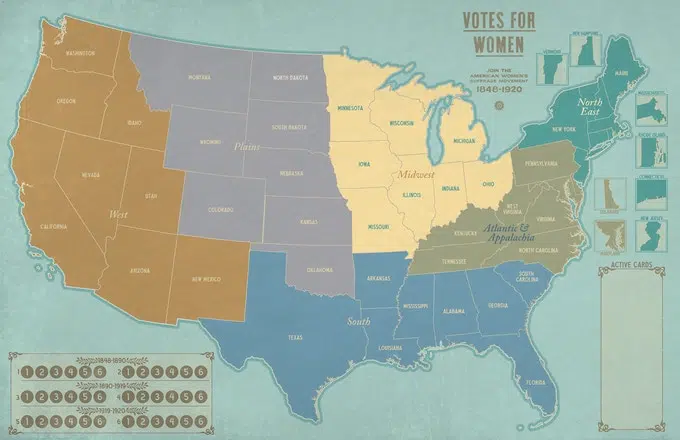 VOTES FOR
WOMEN
JOIN THE
AMERICAN WOMEN'S
SUFFRAGE MOVEMENT
1848-1920
VERMONT
NEW HAMPSHIRE
MAINE
MASSACHUSETTS
RHODE ISLAND
CONNECTICUT
NEW JERSEY
DELAWARE
MARYLAND
North
East
NEW YORK
WASHINGTON
OREGON
IDAHO
NEVADA
UTAH
CALIFORNIA
West
ARIZONA
NEW MEXICO
MONTANA
NORTH DAKOTA
SOUTH DAKOTA
WYOMING
Plains
NEBRASKA
COLORADO
KANSAS
OKLAHOMA
MINNESOTA
WISCONSIN
MICHIGAN
IOWA
Midwest
ILLINOIS
INDIANA
OHIO
MISSOURI
PENNSYLVANIA
WEST
VIRGINIA
VIRGINIA
KENTUCKY
Atlantic &
Appalachia
TENNESSEE
NORTH CAROLINA
ARKANSAS
SOUTH
CAROLINA
MISSISSIPPI
ALABAMA
GEORGIA
TEXAS
South
LOUISIANA
FLORIDA
ACTIVE CARDS
1848-1890
1 1 2 3 4 5 6 2 1 2 3 4 5 6
1890-1919
3 1 2 3 4 5 6 4 1 2 3 4 5 6
1919-1920
5 1 2 3 4 5 6 6 1 2 3 4 5 6